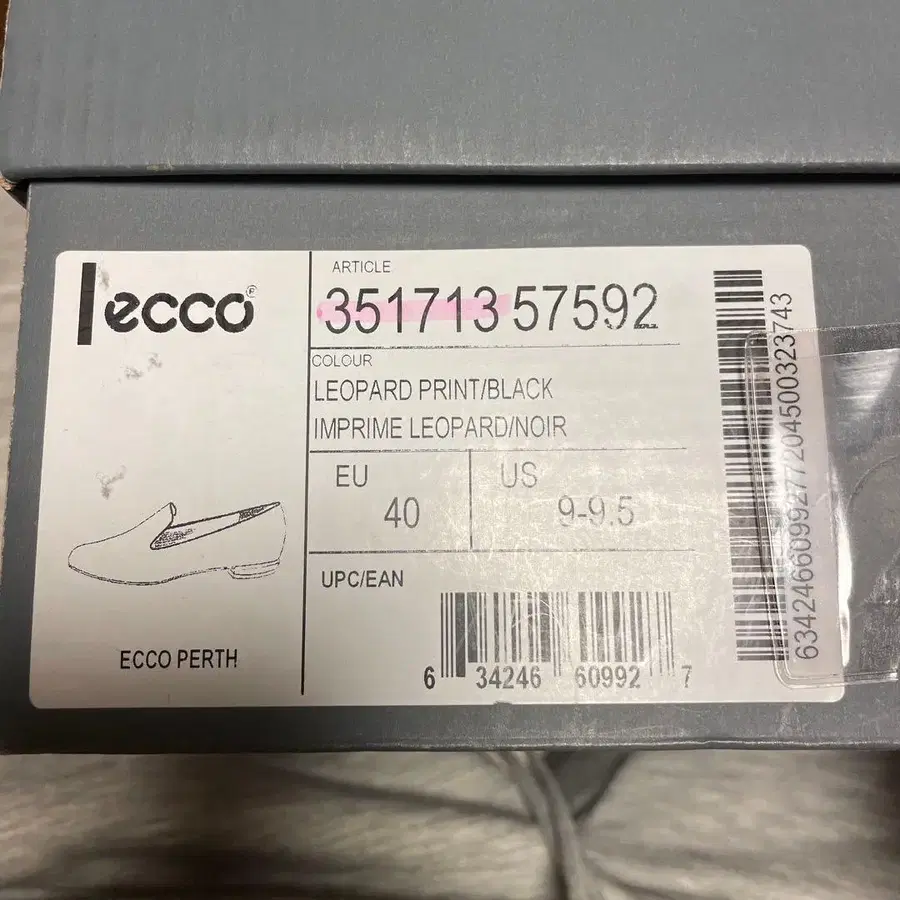 ecco®
ARTICLE
351713 57592
COLOUR
LEOPARD PRINT/BLACK
IMPRIME LEOPARD/NOIR
EU
40
US
9-9.5
UPC/EAN
6 34246 60992 7
ECCO PERTH
6342466099277204500323743